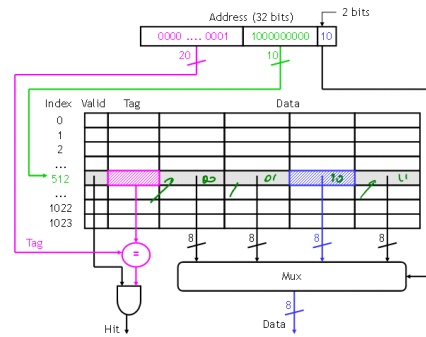 Address (32 bits)
2 bits
0000 .... 0001 1000000000 10
20 10
Index Valid Tag Data
0
1
2
...
512 00 01 10 11
...
1022
1023
Tag
8 8 8 8
=
Mux
8
Hit Data